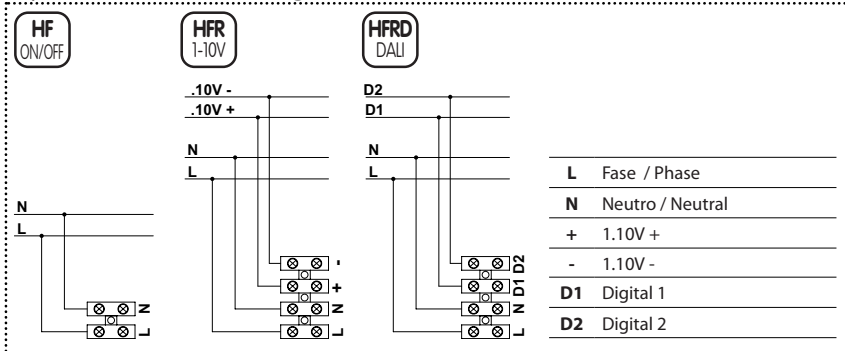 HF
ON/OFF
N
L
N
L
HFR
1-10V
.10V -
.10V +
N
L
-
+
N
L
HFRD
DALI
D2
D1
N
L
D2
D1
N
L
L Fase / Phase
N Neutro / Neutral
+ 1.10V +
- 1.10V -
D1 Digital 1
D2 Digital 2